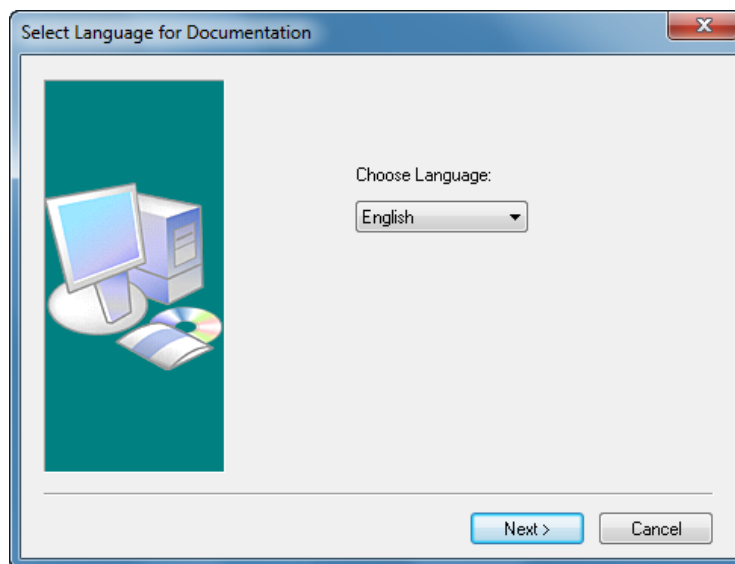 Select Language for Documentation
Choose Language:
English
Next >
Cancel